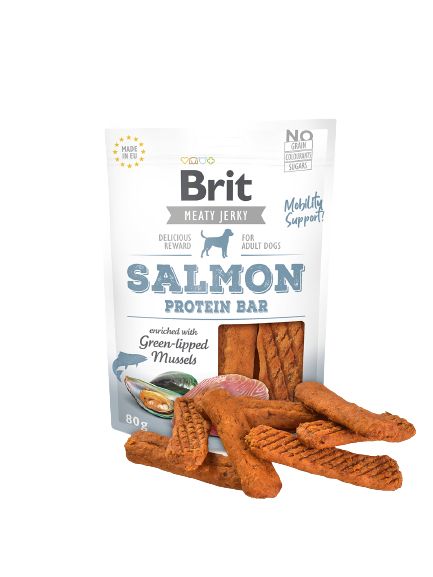 MADE
IN EU
NO
GRAIN
COLOURANTS
SUGARS
Brit
MEATY JERKY
Mobility
Support!
DELICIOUS
REWARD
FOR
ADULT DOGS
SALMON
PROTEIN BAR
enriched with
Green-lipped
Mussels
80g